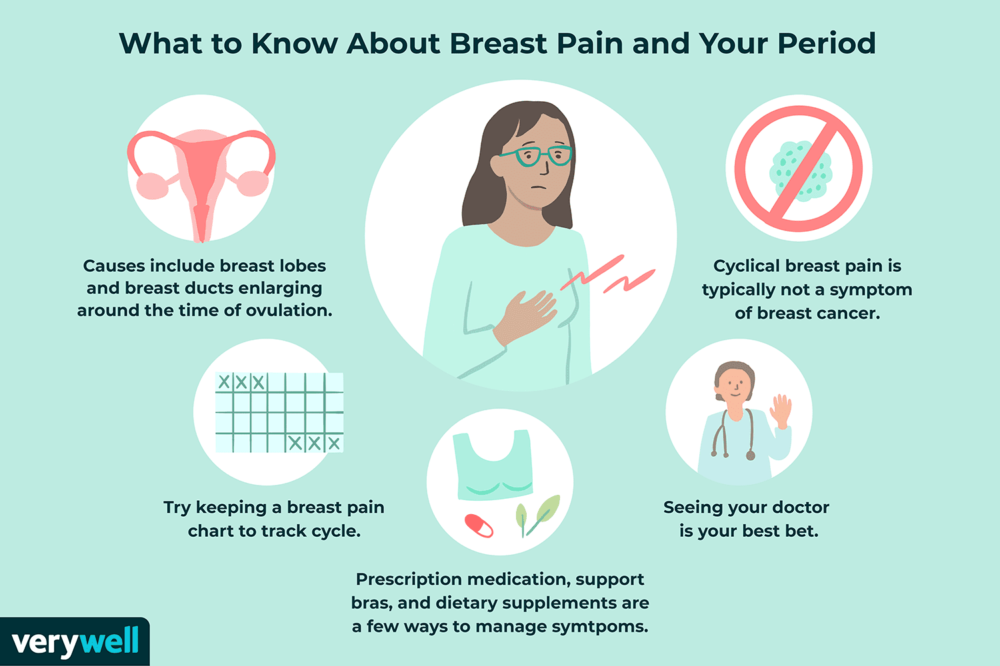 What to Know About Breast Pain and Your Period
Causes include breast lobes
and breast ducts enlarging
around the time of ovulation.
Cyclical breast pain is
typically not a symptom
of breast cancer.
X X X
X X X
Try keeping a breast pain
chart to track cycle.
Seeing your doctor
is your best bet.
Prescription medication, support
bras, and dietary supplements are
a few ways to manage symtpoms.
verywell